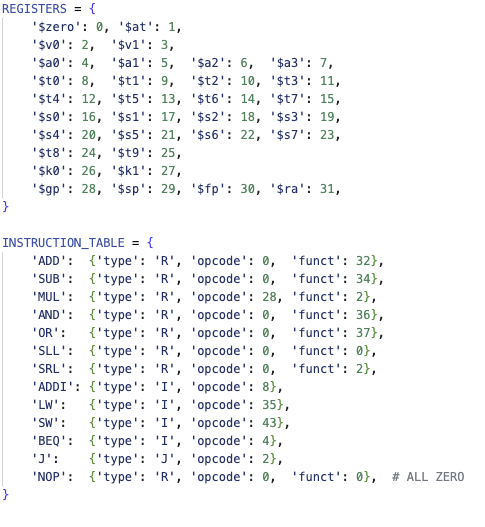 REGISTERS = {
    '$zero': 0, '$at': 1,
    '$v0': 2,  '$v1': 3,
    '$a0': 4,  '$a1': 5,  '$a2': 6,  '$a3': 7,
    '$t0': 8,  '$t1': 9,  '$t2': 10, '$t3': 11,
    '$t4': 12, '$t5': 13, '$t6': 14, '$t7': 15,
    '$s0': 16, '$s1': 17, '$s2': 18, '$s3': 19,
    '$s4': 20, '$s5': 21, '$s6': 22, '$s7': 23,
    '$t8': 24, '$t9': 25,
    '$k0': 26, '$k1': 27,
    '$gp': 28, '$sp': 29, '$fp': 30, '$ra': 31,
}

INSTRUCTION_TABLE = {
    'ADD':  {'type': 'R', 'opcode': 0,  'funct': 32},
    'SUB':  {'type': 'R', 'opcode': 0,  'funct': 34},
    'MUL':  {'type': 'R', 'opcode': 28, 'funct': 2},
    'AND':  {'type': 'R', 'opcode': 0,  'funct': 36},
    'OR':   {'type': 'R', 'opcode': 0,  'funct': 37},
    'SLL':  {'type': 'R', 'opcode': 0,  'funct': 0},
    'SRL':  {'type': 'R', 'opcode': 0,  'funct': 2},
    'ADDI': {'type': 'I', 'opcode': 8},
    'LW':   {'type': 'I', 'opcode': 35},
    'SW':   {'type': 'I', 'opcode': 43},
    'BEQ':  {'type': 'I', 'opcode': 4},
    'J':    {'type': 'J', 'opcode': 2},
    'NOP':  {'type': 'R', 'opcode': 0,  'funct': 0},  # ALL ZERO
}